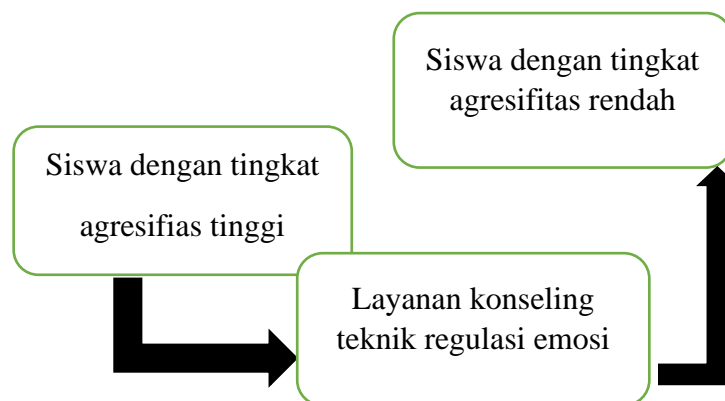 Siswa dengan tingkat
agresifitas rendah
Siswa dengan tingkat
agresifias tinggi
Layanan konseling
teknik regulasi emosi